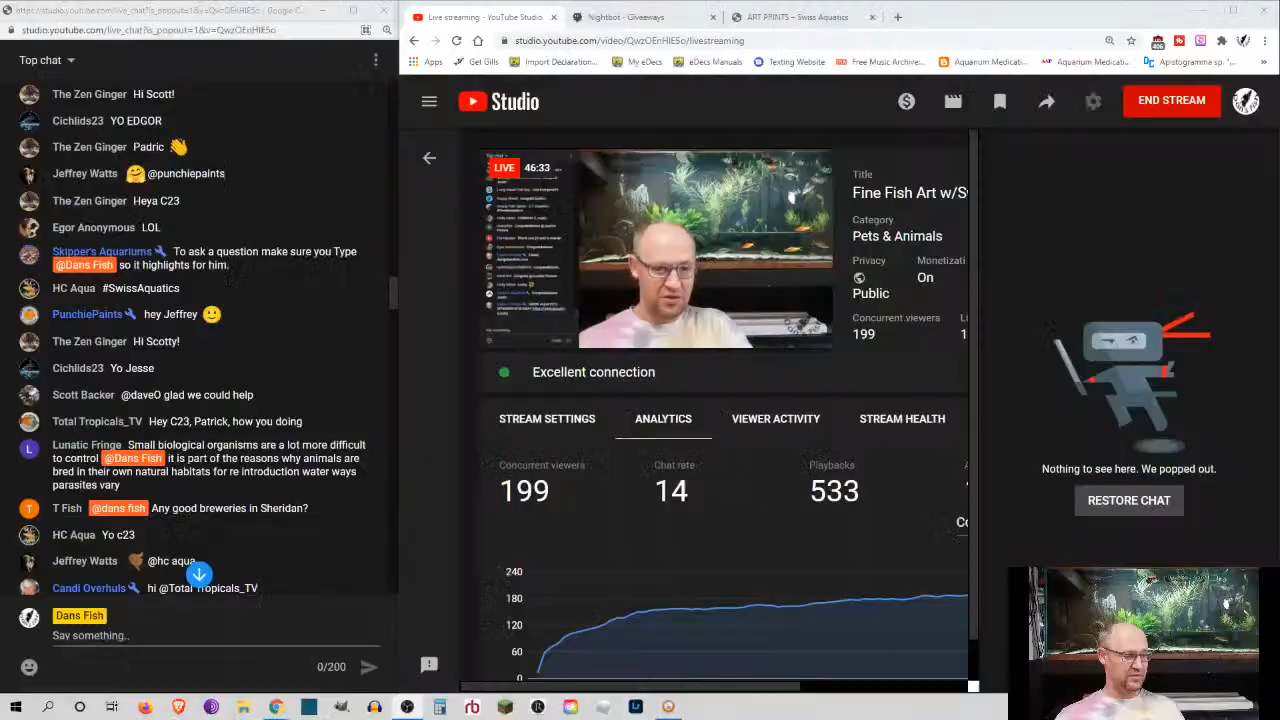 studio.youtube.com/live_chat?is_popout=1&v=QwzOEnHIE5o
Top chat
The Zen Ginger Hi Scott!
Cichlids23 YO EDGOR
The Zen Ginger Padric
Jeffrey Watts @punchiepaints
The Zen Ginger Heya C23
Epic Anonymous LOL
Skipper's Aquariums To ask a question make sure you Type
@Dans Fish so it highlights for him.
HC Aqua #SwissAquatics
PunchiePaints hey Jeffrey
The Zen Ginger Hi Scotty!
Cichlids23 Yo Jesse
Scott Backer @daveO glad we could help
Total Tropicals_TV Hey C23, Patrick, how you doing
L Lunatic Fringe Small biological organisms are a lot more difficult
to control @Dans Fish it is part of the reasons why animals are
bred in their own natural habitats for re introduction water ways
parasites vary
T T Fish @dans fish Any good breweries in Sheridan?
HC Aqua Yo c23
Jeffrey Watts @hc aqua
Candi Overhuls hi @Total Tropicals_TV
Dans Fish
Say something..
0/200
Live streaming - YouTube Studio
Nightbot - Giveaways
ART PRINTS – Swiss Aquatics
studio.youtube.com/video/QwzOEnHIE5o/livestreaming
406
Apps
Get Gills
Import Declaration...
My eDecs
eDecs Manuals
Texting Website
Free Music Archive...
Aquarium Medicati...
Aquarium Medicat...
Apistogramma sp. "...
Studio
END STREAM
LIVE 46:33
Title
Fine Fish Art w/S
Category
Pets & Animals
Privacy
Monetizati
Public
On
Concurrent viewers
199
Excellent connection
STREAM SETTINGS
ANALYTICS
VIEWER ACTIVITY
STREAM HEALTH
Concurrent viewers
Chat rate
Playbacks
199
14
533
240
180
120
60
0
Nothing to see here. We popped out.
RESTORE CHAT